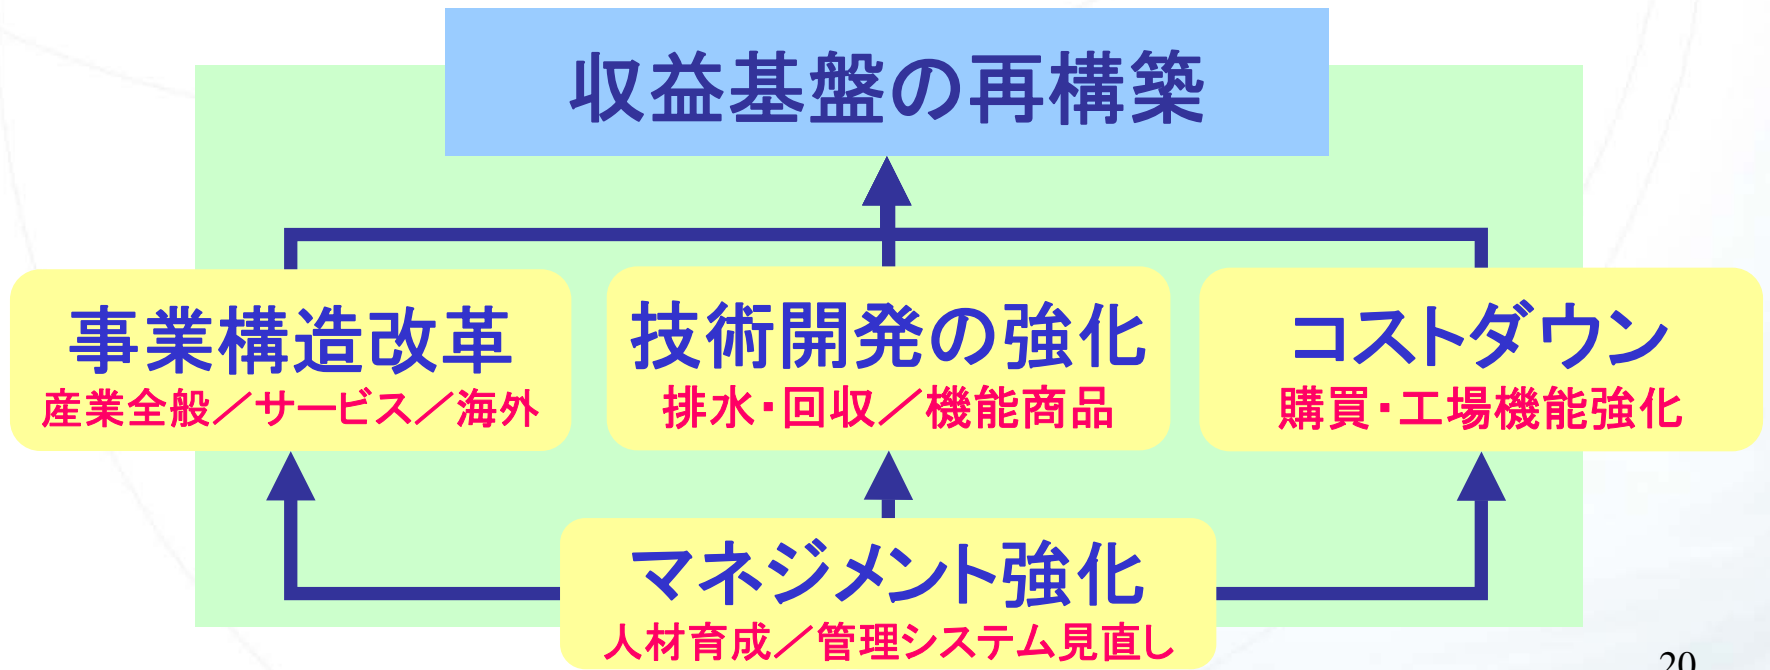 収益基盤の再構築
事業構造改革
産業全般／サービス／海外
技術開発の強化
排水・回収／機能商品
コストダウン
購買・工場機能強化
マネジメント強化
人材育成／管理システム見直し
20